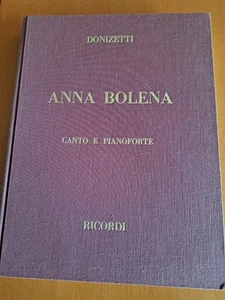 DONIZETTI
ANNA BOLENA
CANTO E PIANOFORTE
RICORDI